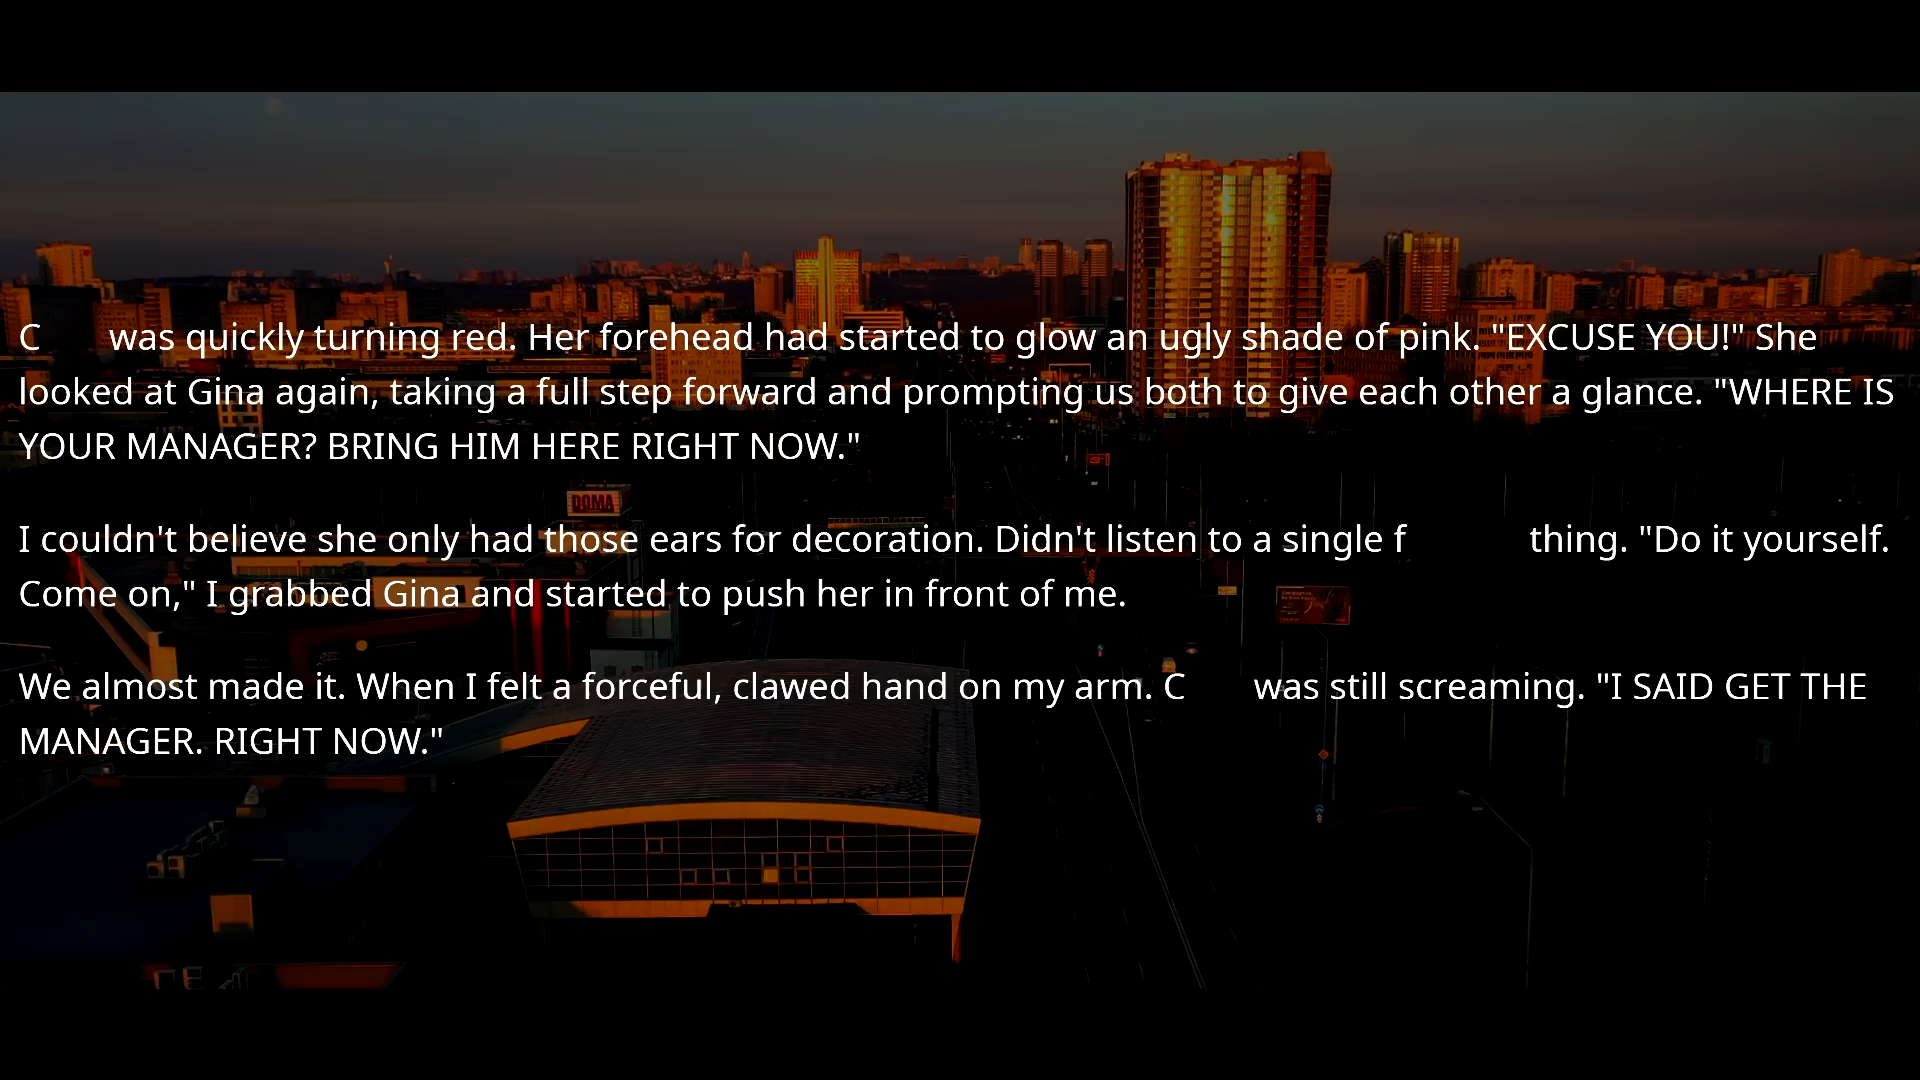 C was quickly turning red. Her forehead had started to glow an ugly shade of pink. "EXCUSE YOU!" She
looked at Gina again, taking a full step forward and prompting us both to give each other a glance. "WHERE IS
YOUR MANAGER? BRING HIM HERE RIGHT NOW."
DOMA
I couldn't believe she only had those ears for decoration. Didn't listen to a single f thing. "Do it yourself.
Come on," I grabbed Gina and started to push her in front of me.
We almost made it. When I felt a forceful, clawed hand on my arm. C was still screaming. "I SAID GET THE
MANAGER. RIGHT NOW."